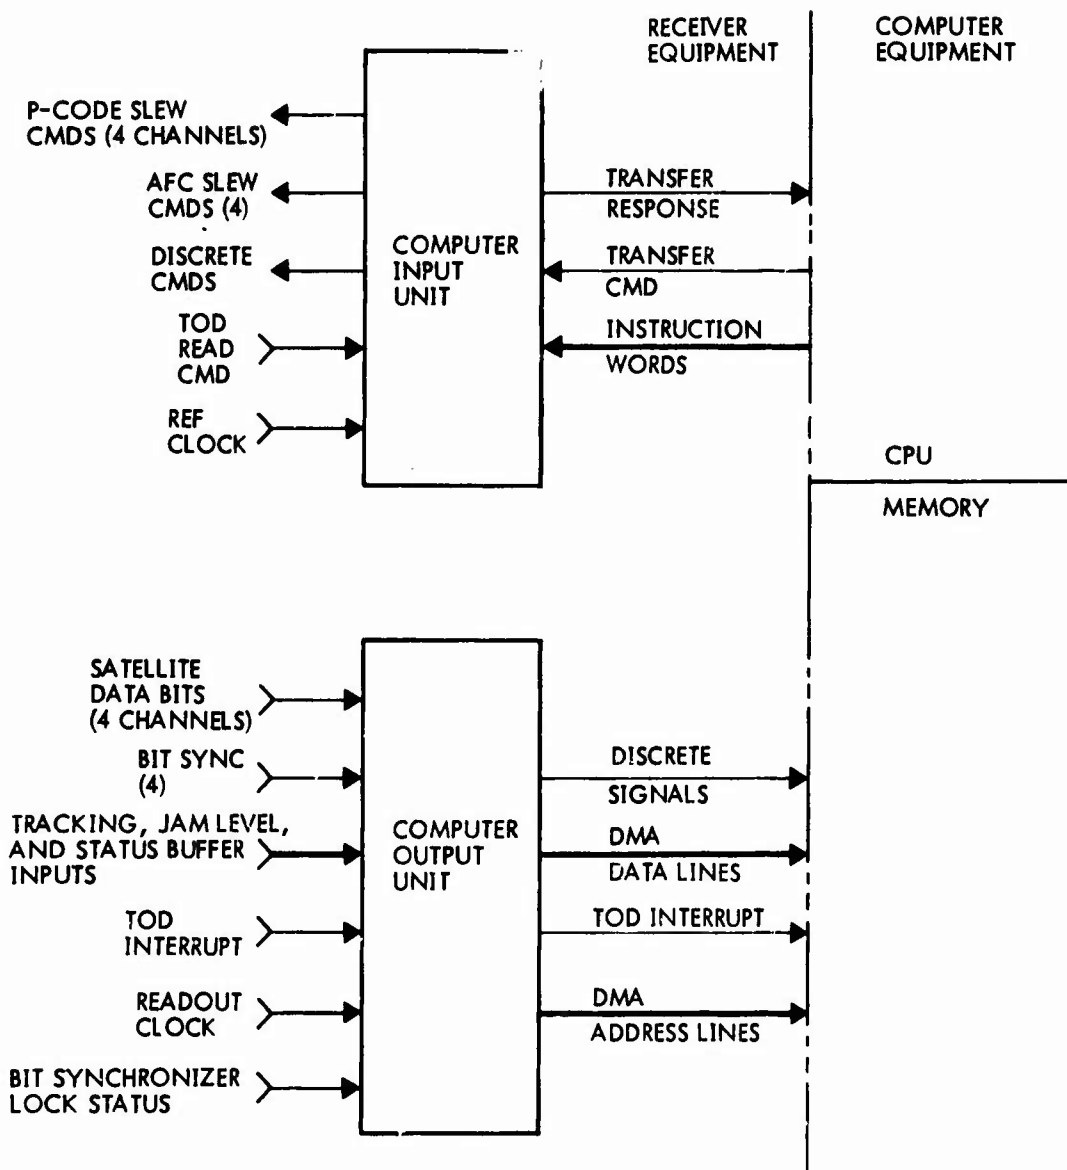 RECEIVER
EQUIPMENT
COMPUTER
EQUIPMENT
P-CODE SLEW
CMDS (4 CHANNELS)
AFC SLEW
CMDS (4)
DISCRETE
CMDS
TOD
READ
CMD
REF
CLOCK
COMPUTER
INPUT
UNIT
TRANSFER
RESPONSE
TRANSFER
CMD
INSTRUCTION
WORDS
CPU
MEMORY
SATELLITE
DATA BITS
(4 CHANNELS)
BIT SYNC
(4)
TRACKING, JAM LEVEL,
AND STATUS BUFFER
INPUTS
TOD
INTERRUPT
READOUT
CLOCK
BIT SYNCHRONIZER
LOCK STATUS
COMPUTER
OUTPUT
UNIT
DISCRETE
SIGNALS
DMA
DATA LINES
TOD INTERRUPT
DMA
ADDRESS LINES